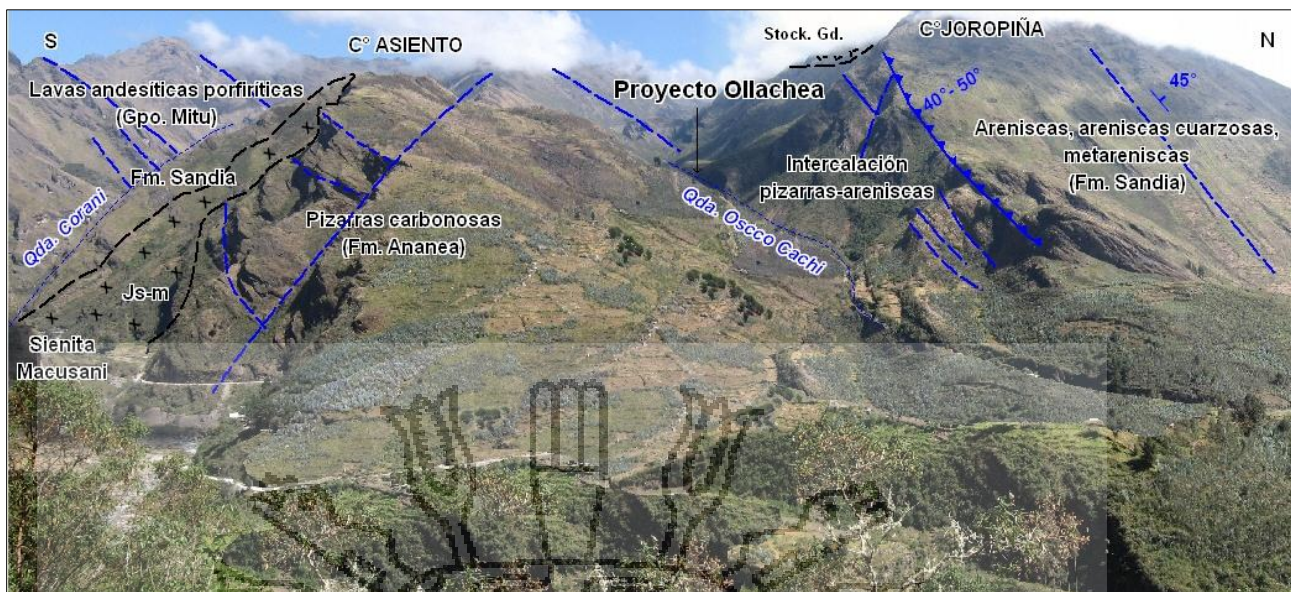 S
C° ASIENTO
Stock. Gd.
C°JOROPIÑA
N
Lavas andesíticas porfiríticas
(Gpo. Mitu)
Proyecto Ollachea
40°- 50°
45°
Areniscas, areniscas cuarzosas,
metareniscas
(Fm. Sandia)
Fm. Sandia
Intercalación
pizarras-areniscas
Qda. Corani
Pizarras carbonosas
(Fm. Ananea)
Qda. Oscco Cachi
Js-m
Sienita
Macusani